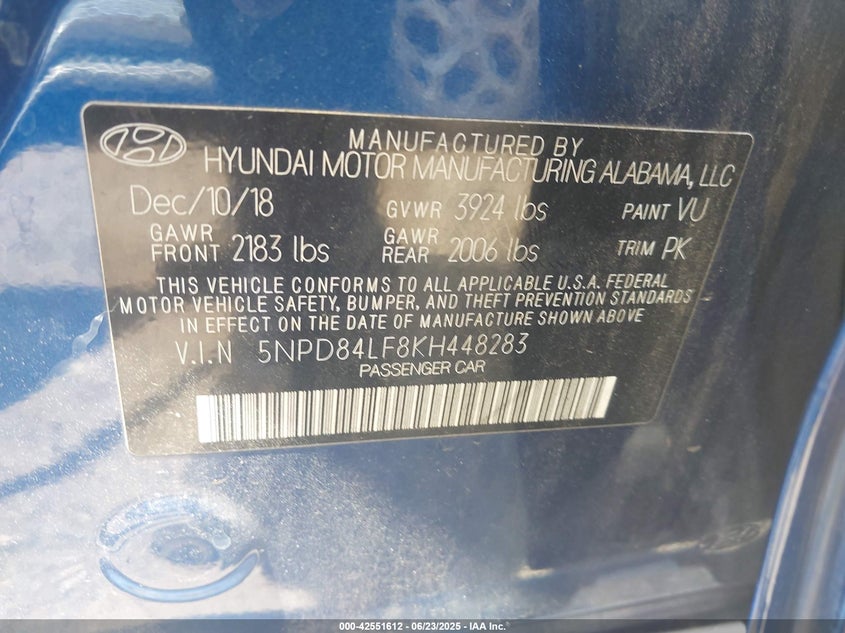 MANUFACTURED BY
HYUNDAI MOTOR MANUFACTURING ALABAMA, LLC
Dec/10/18 GVWR 3924 lbs PAINT VU
GAWR FRONT 2183 lbs GAWR REAR 2006 lbs TRIM PK
THIS VEHICLE CONFORMS TO ALL APPLICABLE U.S.A. FEDERAL
MOTOR VEHICLE SAFETY, BUMPER, AND THEFT PREVENTION STANDARDS
IN EFFECT ON THE DATE OF MANUFACTURE SHOWN ABOVE
V.I.N 5NPD84LF8KH448283
PASSENGER CAR
000-42551612 - 06/23/2025 - IAA Inc.